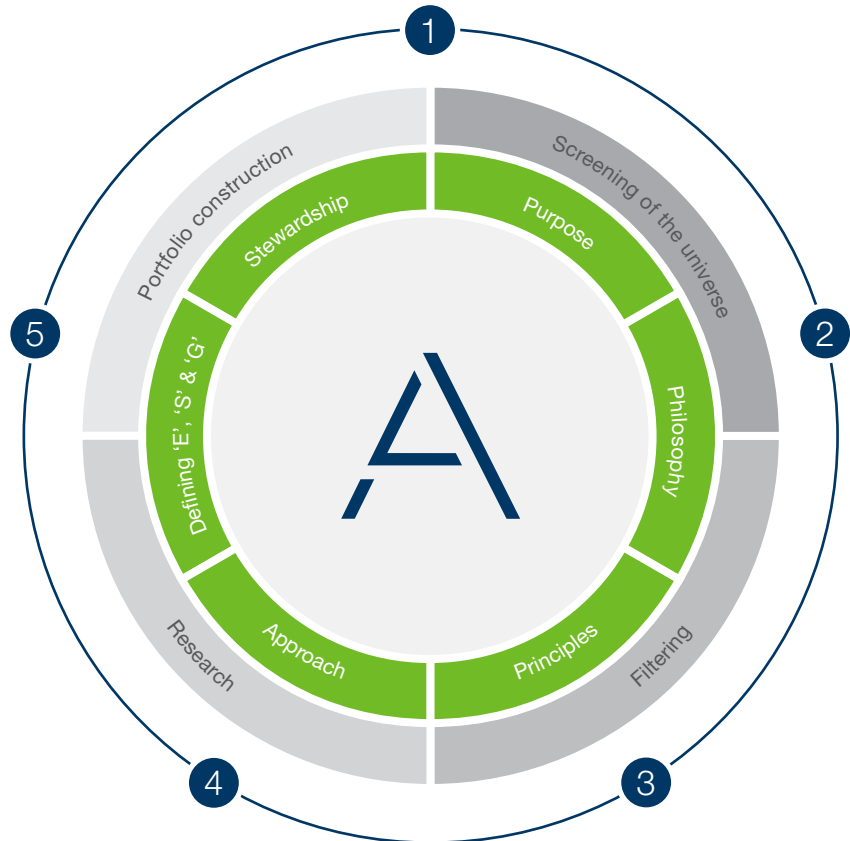 1
Screening of the universe
2
Filtering
3
Research
4
Portfolio construction
5
Purpose
Philosophy
Principles
Approach
Defining ‘E’, ‘S’ & ‘G’
Stewardship
A